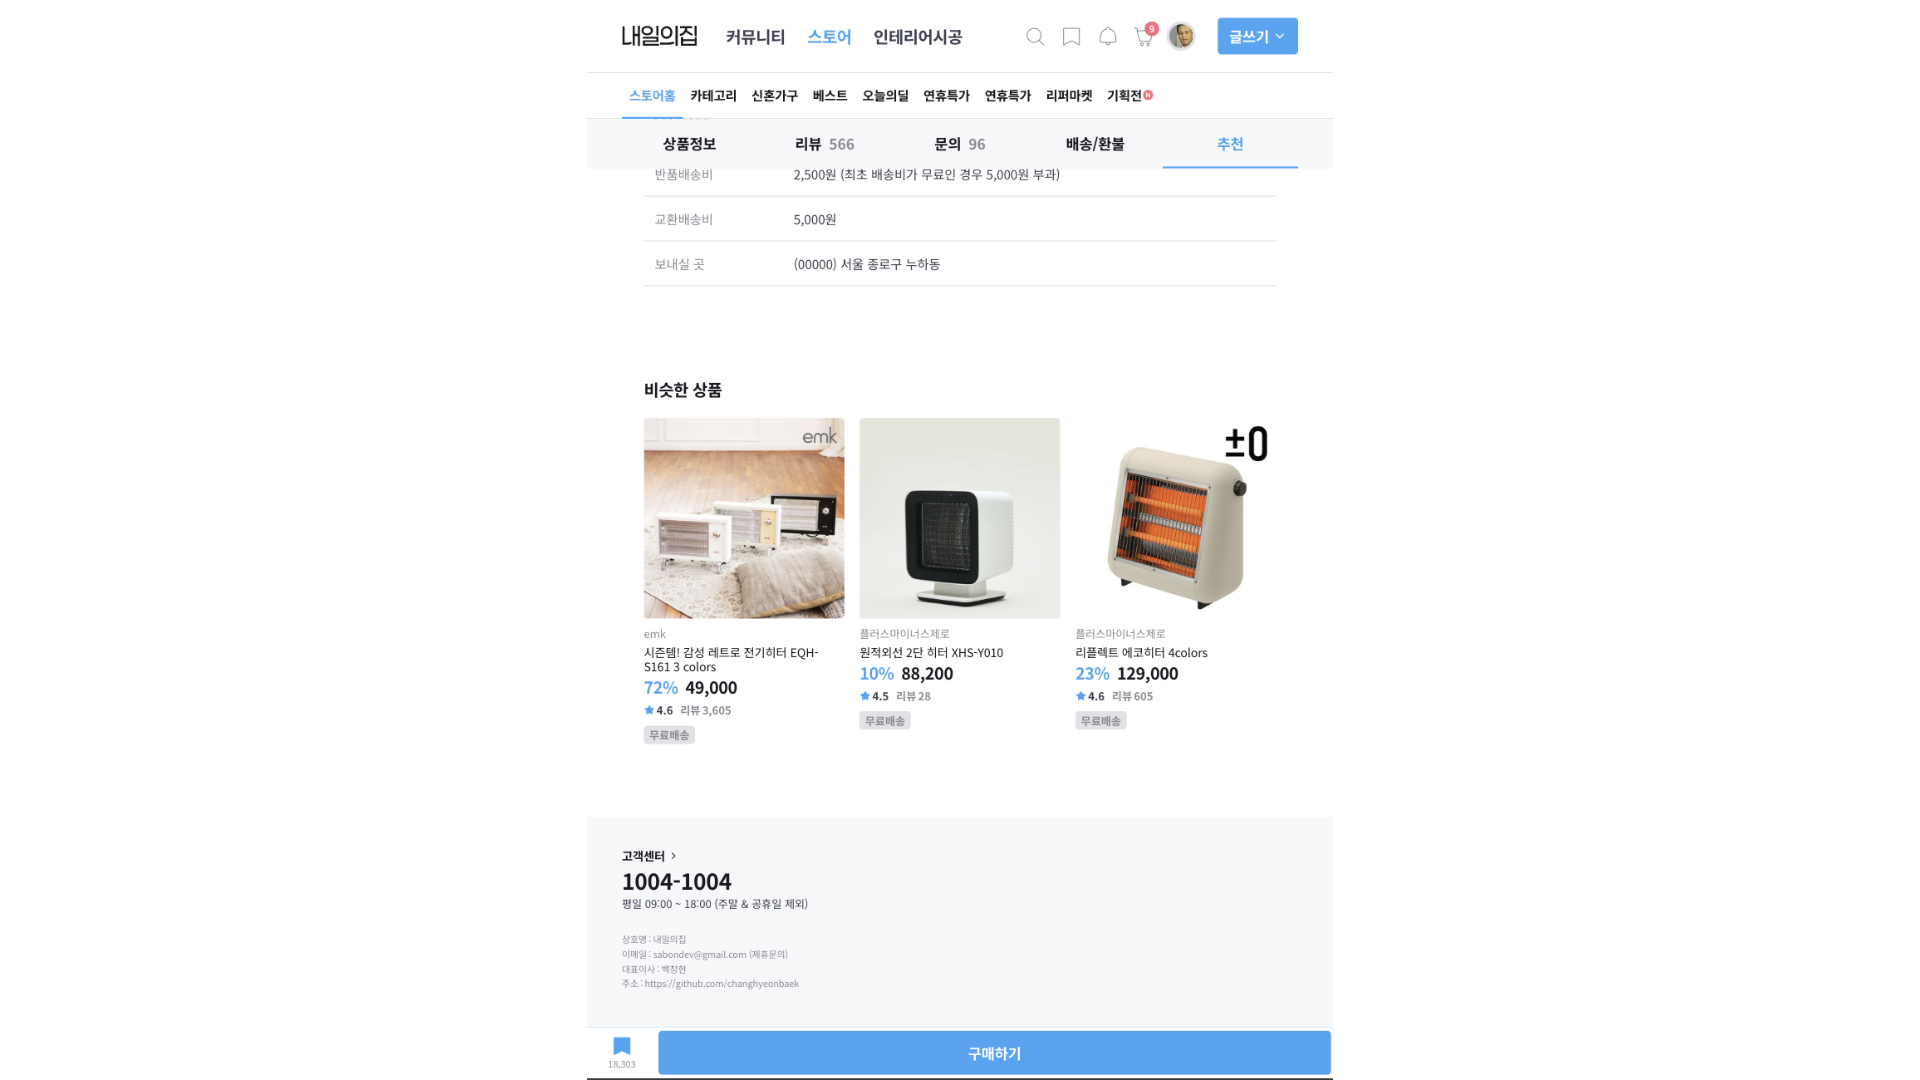 내일의집 커뮤니티 스토어 인테리어시공 9 글쓰기
스토어홈 카테고리 신혼가구 베스트 오늘의딜 연휴특가 연휴특가 리퍼마켓 기획전 N
상품정보 리뷰 566 문의 96 배송/환불 추천
반품배송비 2,500원 (최초 배송비가 무료인 경우 5,000원 부과)
교환배송비 5,000원
보내실 곳 (00000) 서울 종로구 누하동
비슷한 상품
emk
±0
emk
시즌템! 감성 레트로 전기히터 EQH-
S161 3 colors
72% 49,000
4.6 리뷰 3,605
무료배송
플러스마이너스제로
원적외선 2단 히터 XHS-Y010
10% 88,200
4.5 리뷰 28
무료배송
플러스마이너스제로
리플렉트 에코히터 4colors
23% 129,000
4.6 리뷰 605
무료배송
고객센터
1004-1004
평일 09:00 ~ 18:00 (주말 & 공휴일 제외)
상호명 : 내일의집
이메일 : sabondev@gmail.com (제휴문의)
대표이사 : 백창현
주소 : https://github.com/changhyeonbaek
18,303
구매하기